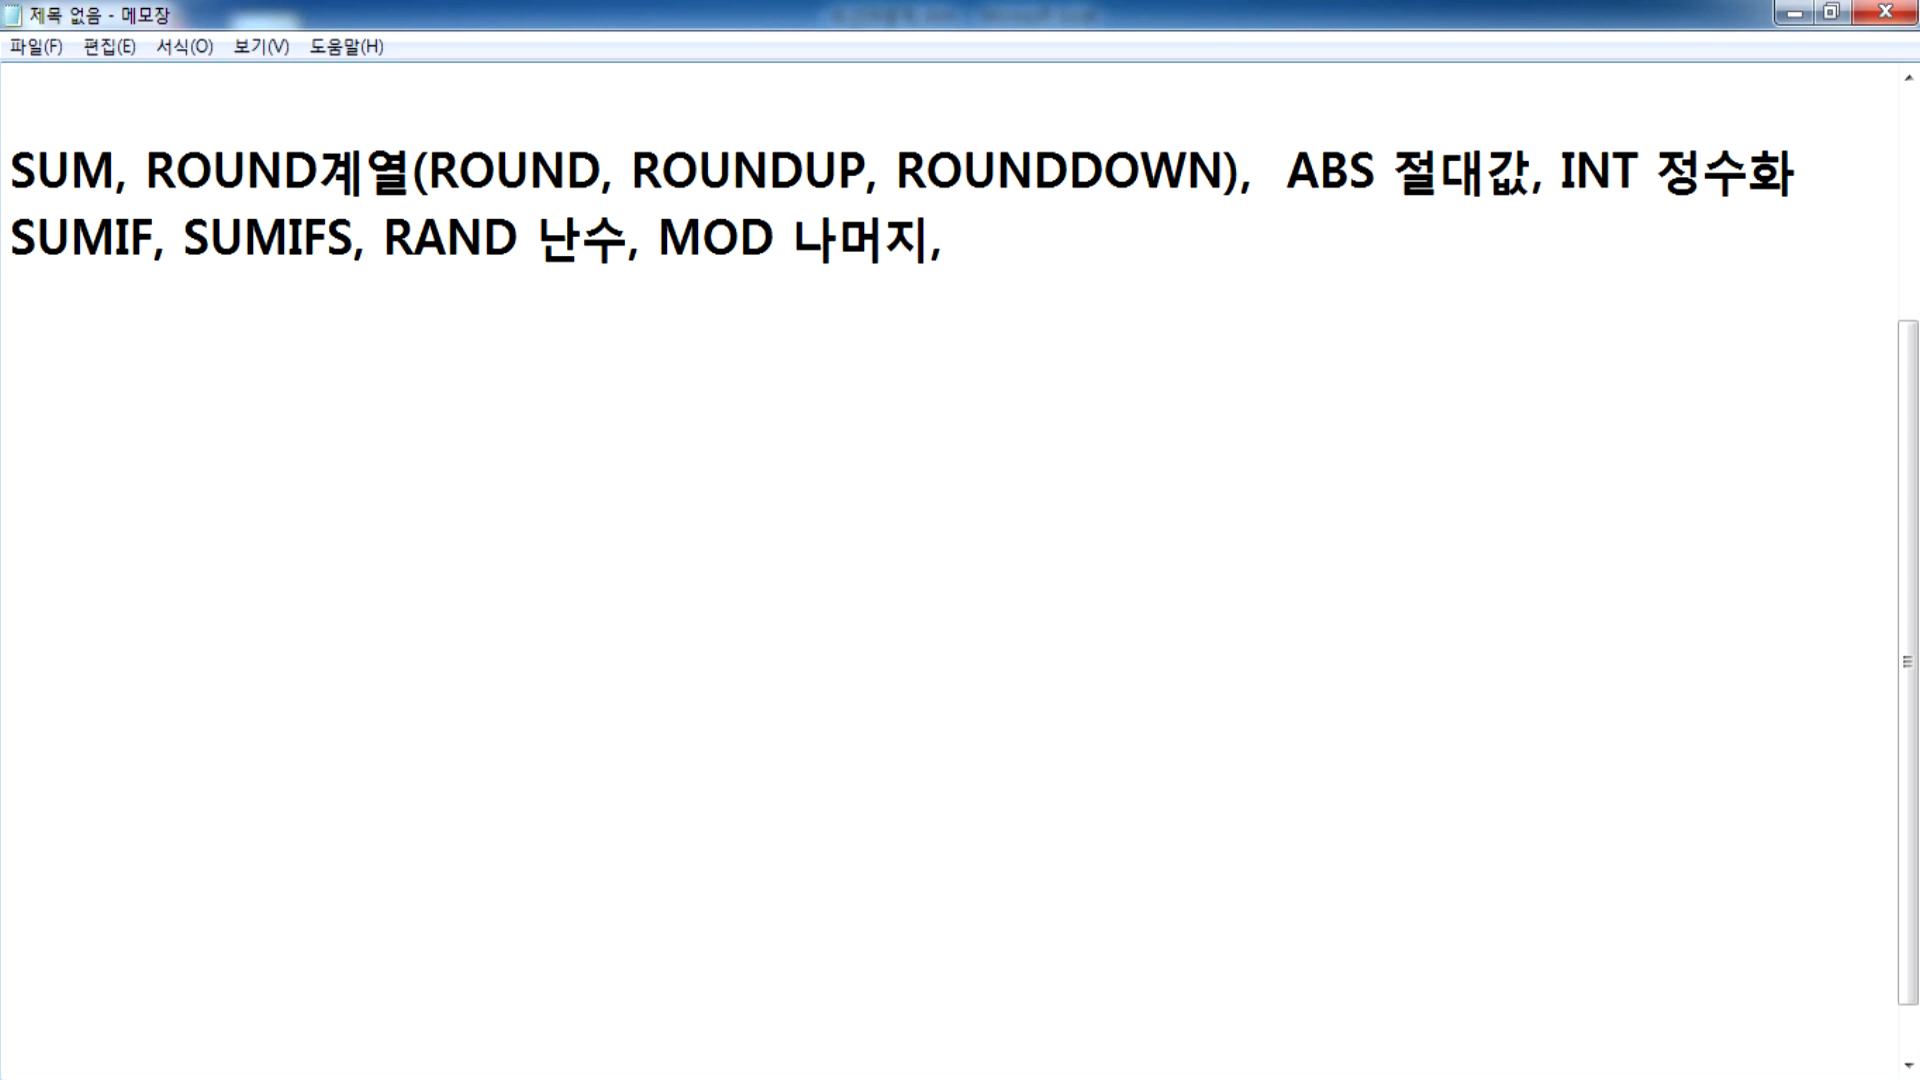 제목 없음 - 메모장
파일(F) 편집(E) 서식(O) 보기(V) 도움말(H)
SUM, ROUND계열(ROUND, ROUNDUP, ROUNDDOWN),  ABS 절대값, INT 정수화
SUMIF, SUMIFS, RAND 난수, MOD 나머지,